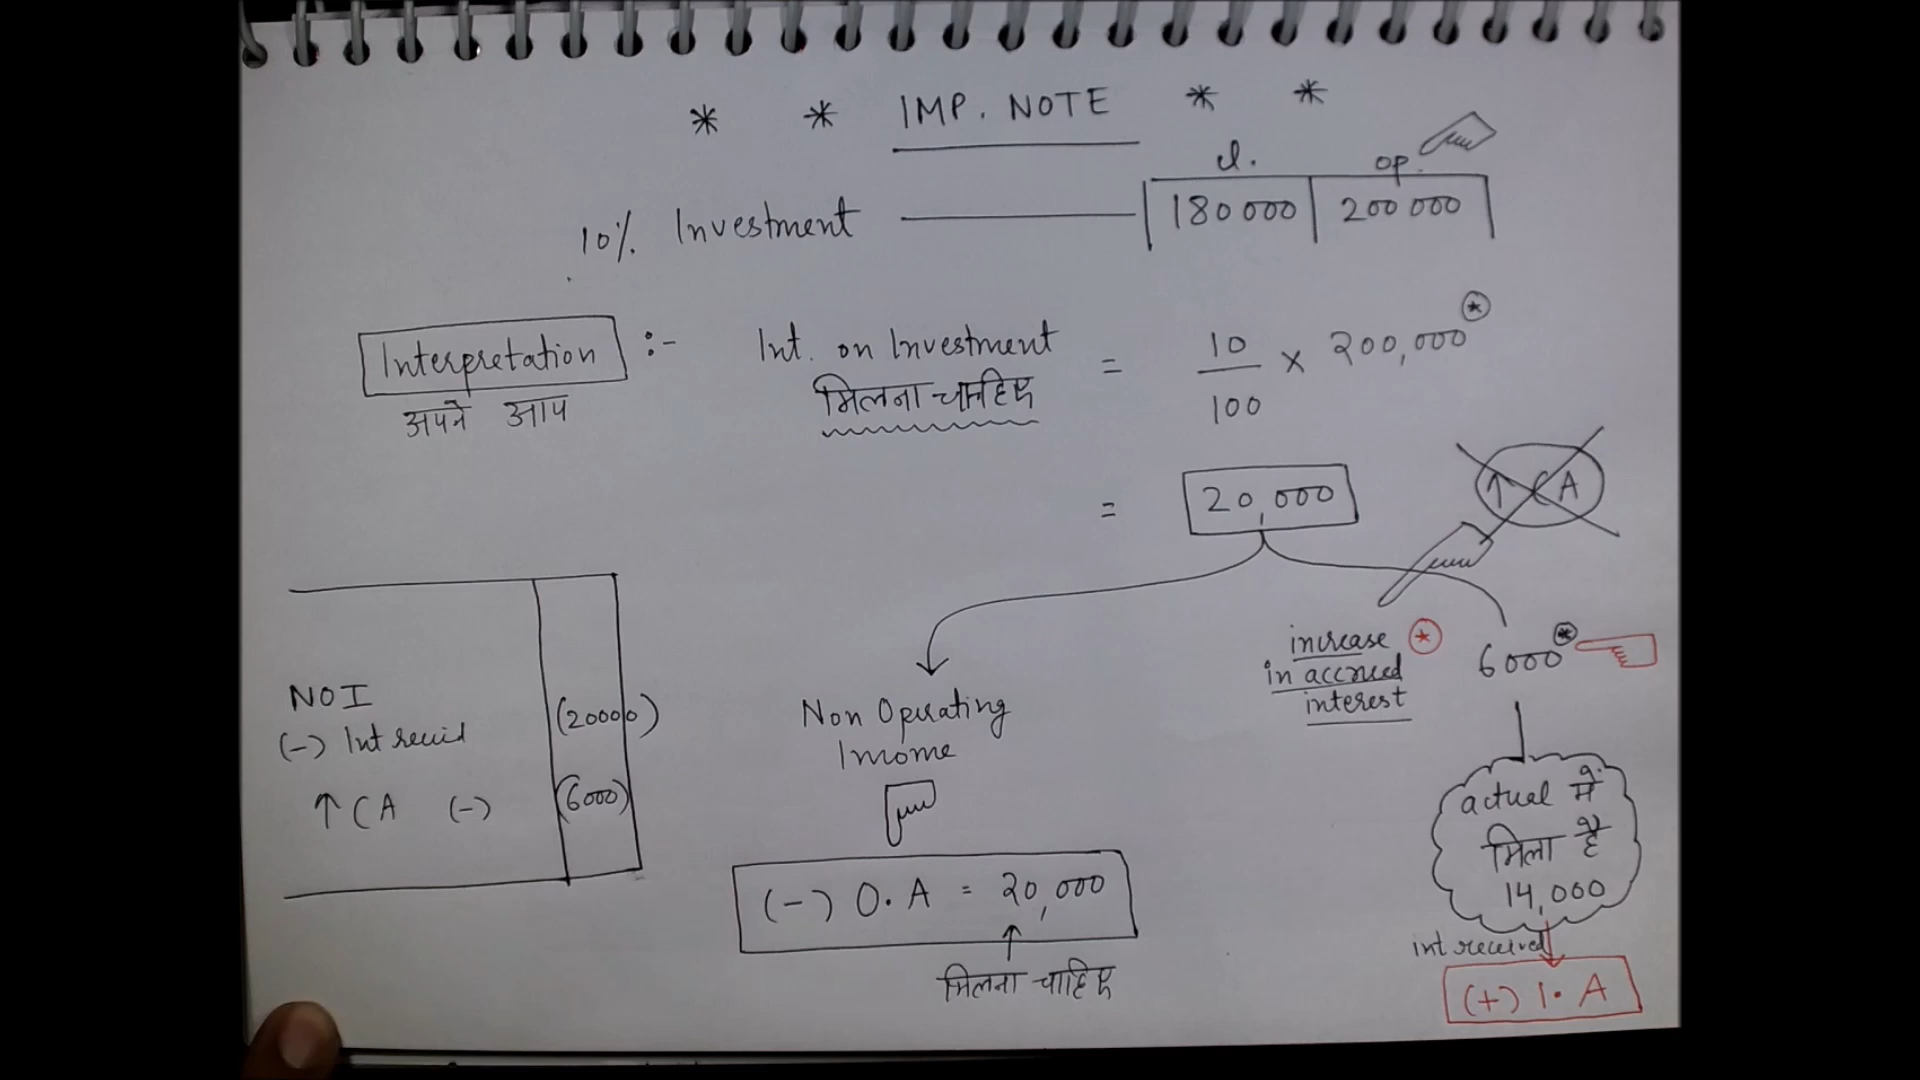 * * IMP. NOTE * *
cl. op.
10% Investment 180000 200000
Interpretation :- Int. on Investment = 10/100 × 200,000
अपने आप मिलना चाहिए
= 20,000
↑ CA
increase
in accrued
interest
6000
NOI
(-) Int received (20000)
↑ CA (-) (6000)
Non Operating
Income
actual में
मिला है
14,000
(-) O.A = 20,000
मिलना चाहिए
int received
(+) I.A